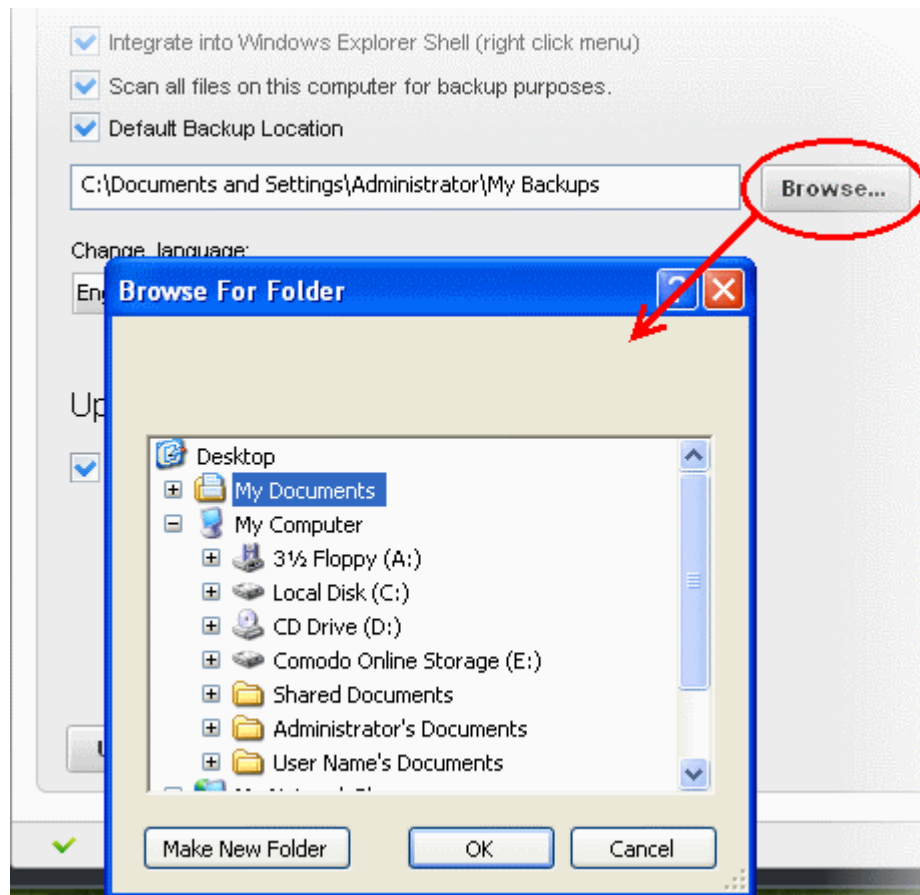 Integrate into Windows Explorer Shell (right click menu)
Scan all files on this computer for backup purposes.
Default Backup Location
C:\Documents and Settings\Administrator\My Backups
Browse...
Change language:
Browse For Folder
Desktop
My Documents
My Computer
3½ Floppy (A:)
Local Disk (C:)
CD Drive (D:)
Comodo Online Storage (E:)
Shared Documents
Administrator's Documents
User Name's Documents
Make New Folder
OK
Cancel